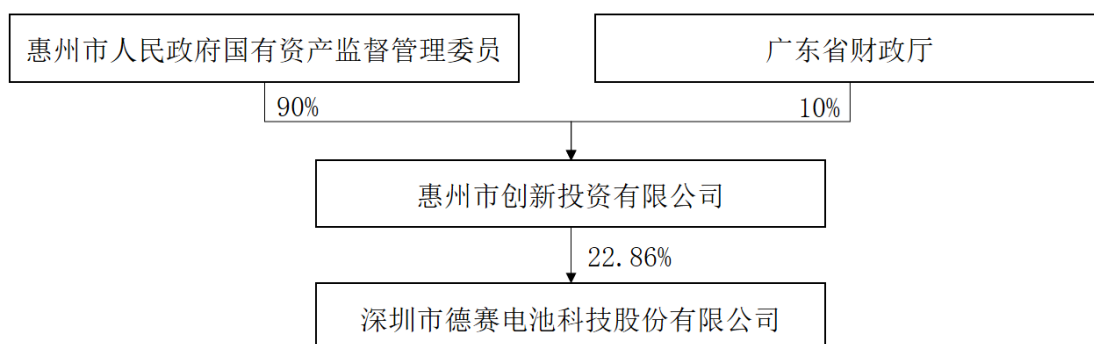 惠州市人民政府国有资产监督管理委员
广东省财政厅
90%
10%
惠州市创新投资有限公司
22.86%
深圳市德赛电池科技股份有限公司